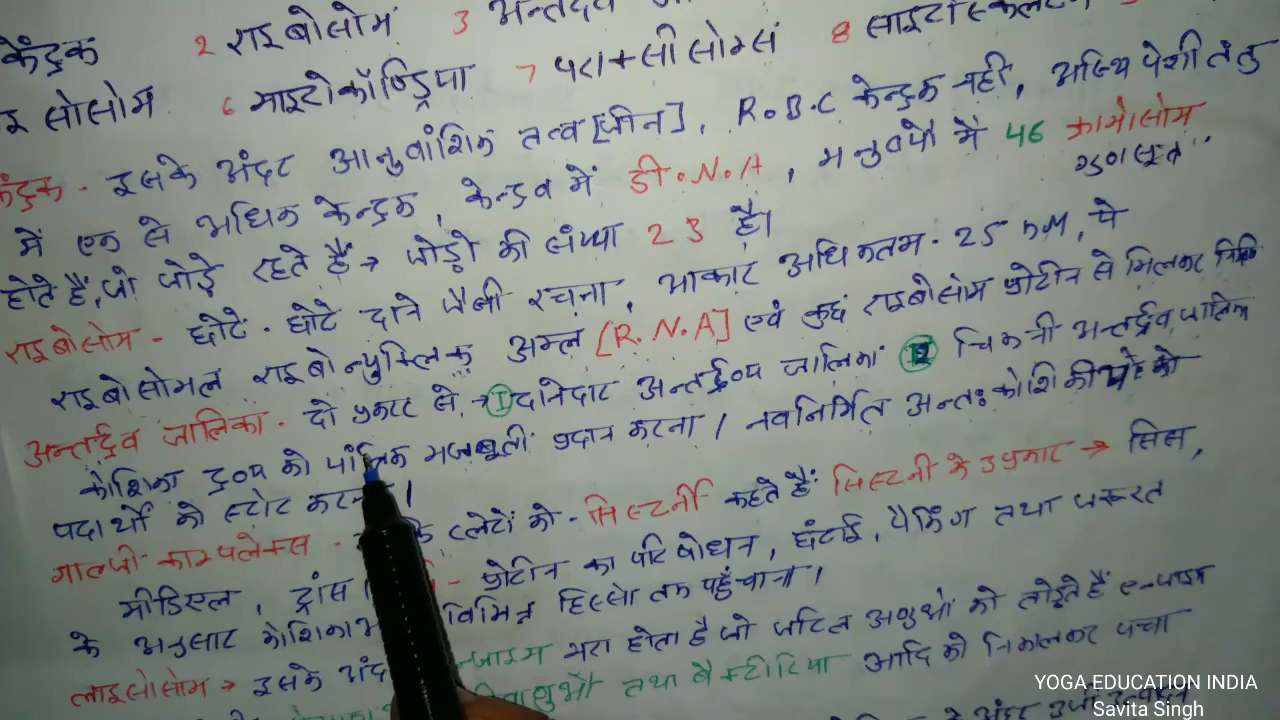 केंद्रक 2 राइबोसोम 3 अन्तर्द्रव
इ सोसोम 6 माइटोकॉण्ड्रिया 7 परा+सीसोम्स 8 साइटोस्केलेटन
केंद्रक - इसके अंदर आनुवांशिक तत्व [जीन], R.B.C केन्द्रक नहीं, अस्थि पेशी तंतु
में एक से अधिक केन्द्रक, केन्द्रक में डी.N.A, मनुष्यों में 46 क्रोमोसोम
गुणसूत्र
होते हैं, जो जोड़े रहते हैं → जोड़ो की संख्या 23 है।
राइबोसोम - छोटे - छोटे दाने जैसी रचना, आकार अधिकतम - 25 nM, ये
राइबोसोमल राइबोन्युक्लिक अम्ल [R.N.A] एवं कुछ राइबोसोम प्रोटीन से मिलकर निर्मित
अन्तर्द्रव जालिका - दो प्रकार से → I दानेदार अन्तर्द्रव्य जालिका II चिकनी अन्तर्द्रव जालिका
कोशिका द्रव्य को यांत्रिक मजबूती प्रदान करना / नवनिर्मित अन्तः कोशिकीय को
पदार्थों को स्टोर करना।
गाल्जी काम्पलेक्स - प्लेटों को - सिस्टर्नी कहते हैं सिस्टर्नी के 3 प्रकार → सिस,
मीडिएल, ट्रांस - प्रोटीन का परिशोधन, छंटाई, पैकिंग तथा जरूरत
के अनुसार कोशिका विभिन्न हिस्सो तक पहुंचाना।
लाइसोसोम → इसके अंद एन्जाइम भरा होता है जो जटिल अणुओं को तोड़ते हैं
तथा बैक्टीरिया आदि को निकालकर पचा
YOGA EDUCATION INDIA
Savita Singh